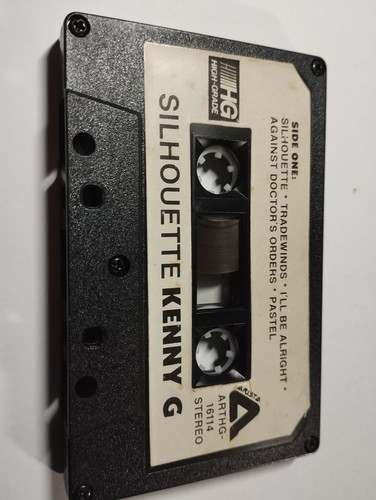 SIDE ONE:
SILHOUETTE * TRADEWINDS * I'LL BE ALRIGHT *
AGAINST DOCTOR'S ORDERS * PASTEL
HG
HIGH-GRADE
ARISTA
ARTHG-
16114
STEREO
SILHOUETTE KENNY G